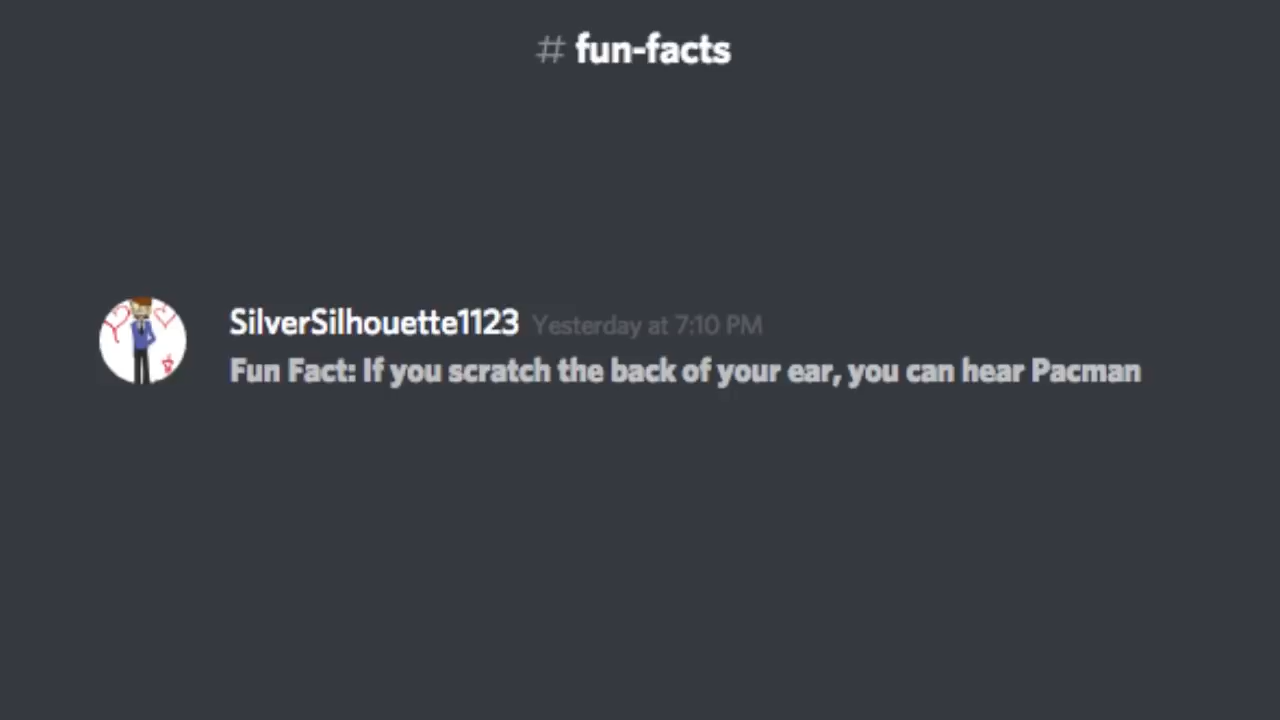 # fun-facts
SilverSilhouette1123 Yesterday at 7:10 PM
Fun Fact: If you scratch the back of your ear, you can hear Pacman